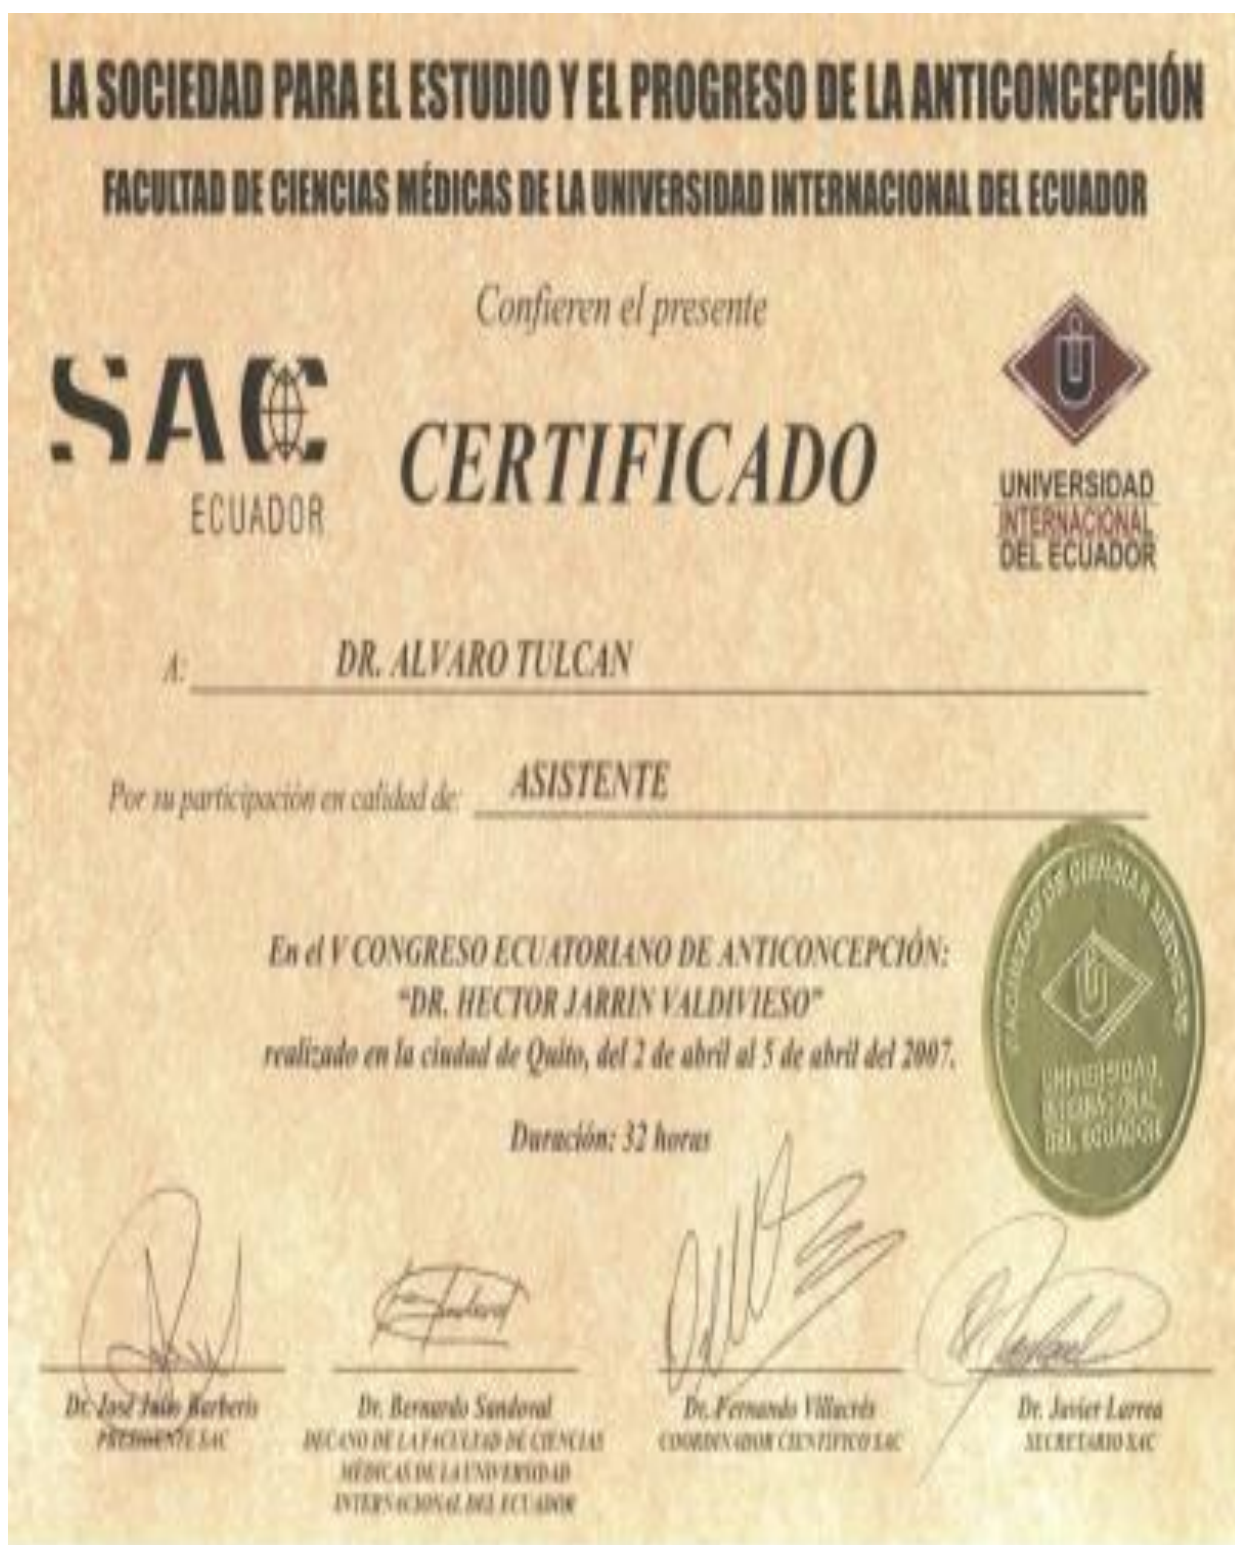 LA SOCIEDAD PARA EL ESTUDIO Y EL PROGRESO DE LA ANTICONCEPCIÓN
FACULTAD DE CIENCIAS MÉDICAS DE LA UNIVERSIDAD INTERNACIONAL DEL ECUADOR
Confieren el presente
SAC
ECUADOR
CERTIFICADO
UNIVERSIDAD
INTERNACIONAL
DEL ECUADOR
A: DR. ALVARO TULCAN
Por su participación en calidad de: ASISTENTE
En el V CONGRESO ECUATORIANO DE ANTICONCEPCIÓN:
“DR. HECTOR JARRIN VALDIVIESO”
realizado en la ciudad de Quito, del 2 de abril al 5 de abril del 2007.
Duración: 32 horas
FACULTAD DE CIENCIAS MÉDICAS
UNIVERSIDAD
INTERNACIONAL
DEL ECUADOR
Dr. José Julio Barberis
PRESIDENTE SAC
Dr. Bernardo Sandoval
DECANO DE LA FACULTAD DE CIENCIAS
MÉDICAS DE LA UNIVERSIDAD
INTERNACIONAL DEL ECUADOR
Dr. Fernando Villacrés
COORDINADOR CIENTIFICO SAC
Dr. Javier Larrea
SECRETARIO SAC